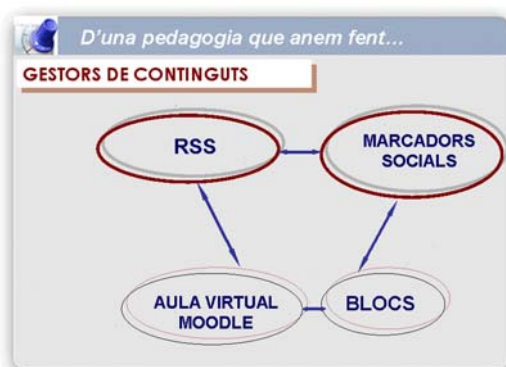 D'una pedagogia que anem fent...
GESTORS DE CONTINGUTS
RSS
MARCADORS
SOCIALS
AULA VIRTUAL
MOODLE
BLOCS